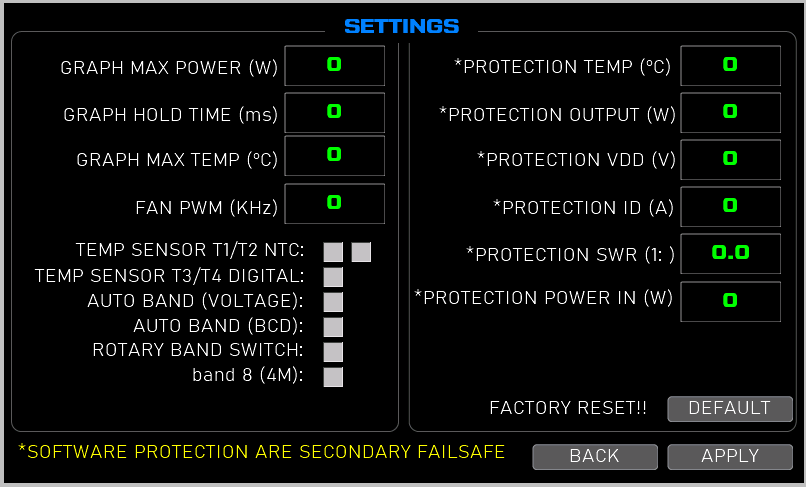 SETTINGS
GRAPH MAX POWER (W) 0
GRAPH HOLD TIME (ms) 0
GRAPH MAX TEMP (ºC) 0
FAN PWM (KHz) 0
TEMP SENSOR T1/T2 NTC:
TEMP SENSOR T3/T4 DIGITAL:
AUTO BAND (VOLTAGE):
AUTO BAND (BCD):
ROTARY BAND SWITCH:
band 8 (4M):
*PROTECTION TEMP (ºC) 0
*PROTECTION OUTPUT (W) 0
*PROTECTION VDD (V) 0
*PROTECTION ID (A) 0
*PROTECTION SWR (1: ) 0.0
*PROTECTION POWER IN (W) 0
FACTORY RESET!! DEFAULT
*SOFTWARE PROTECTION ARE SECONDARY FAILSAFE
BACK APPLY